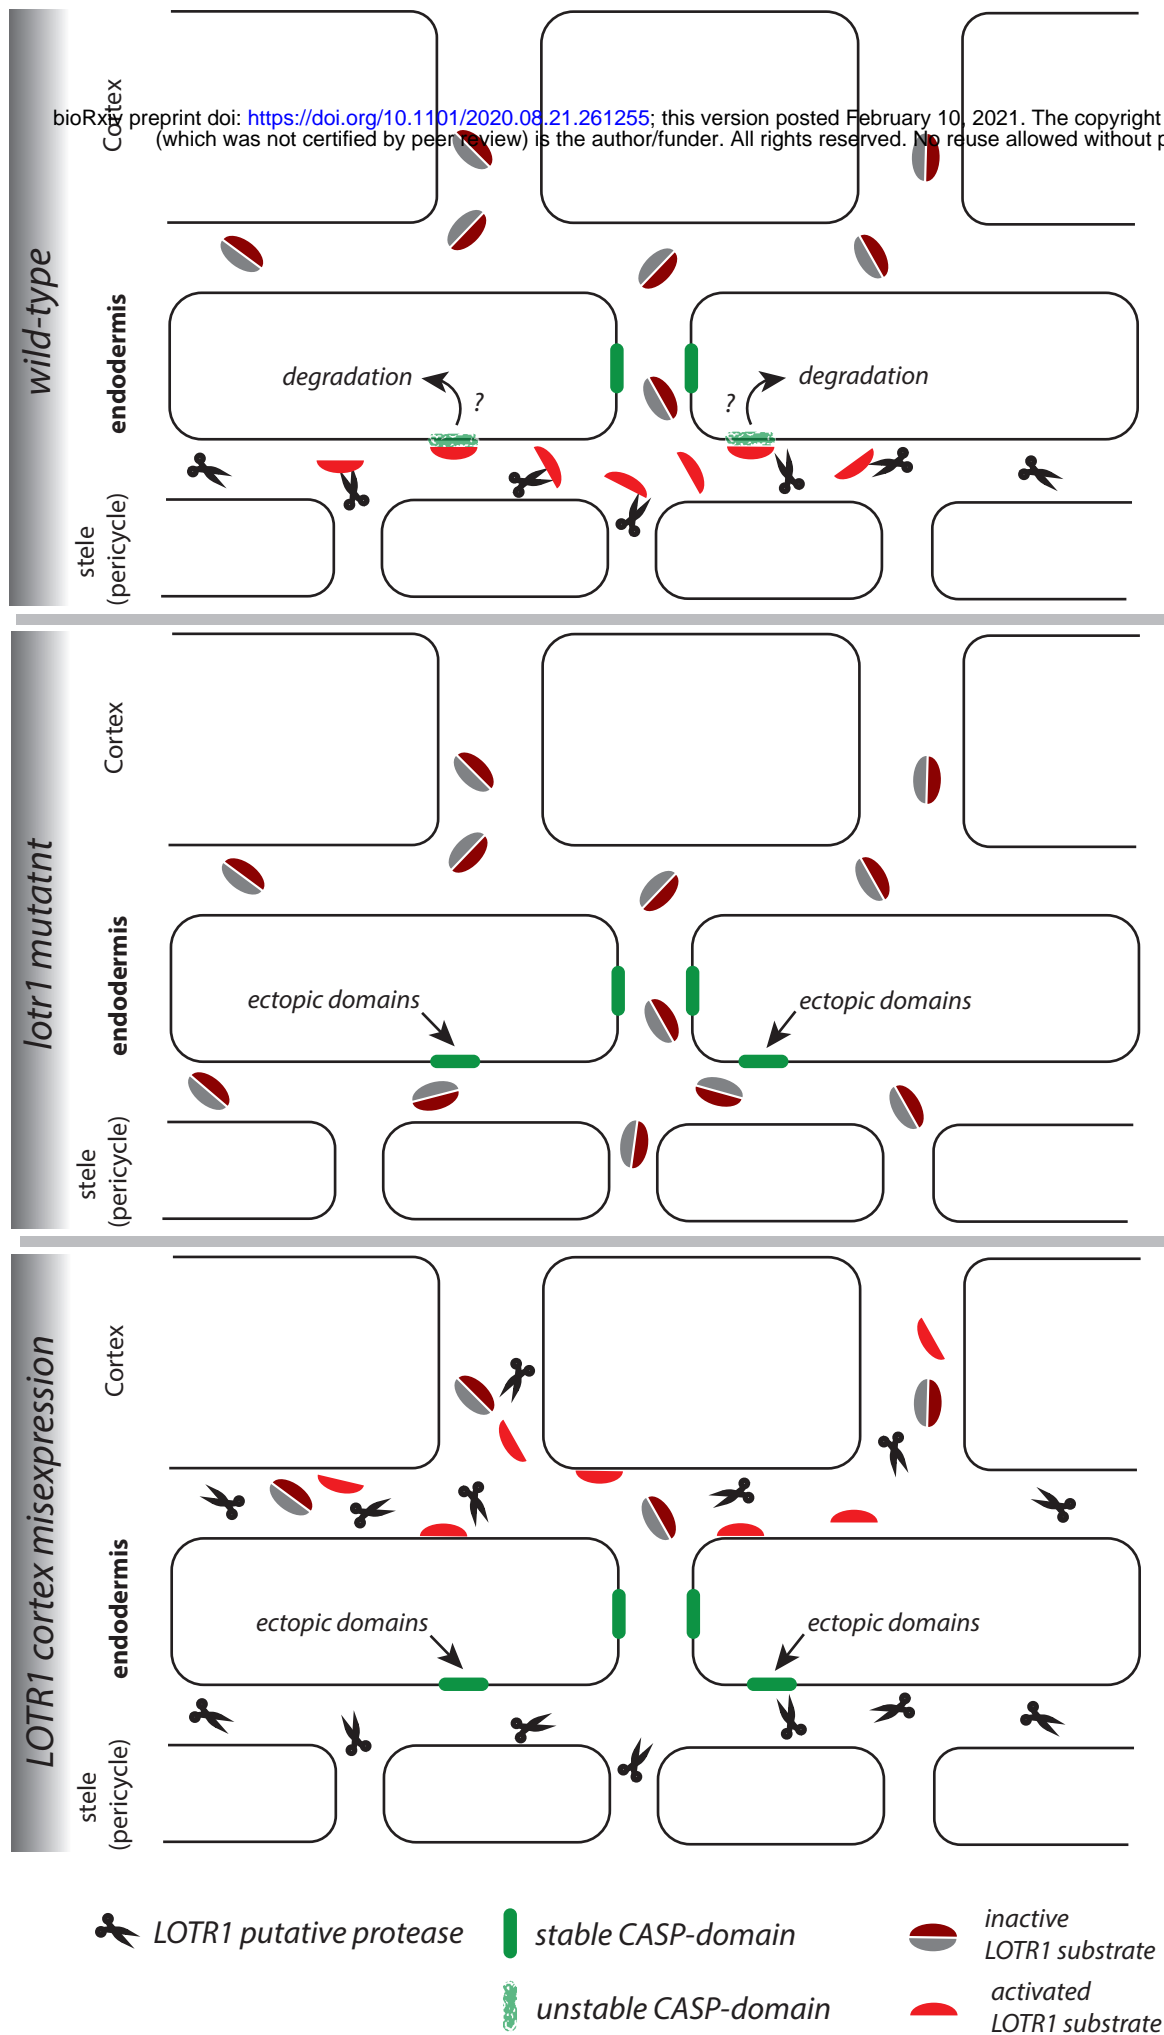 Cortex
bioRxiv preprint doi: https://doi.org/10.1101/2020.08.21.261255; this version posted February 10, 2021. The copyright
(which was not certified by peer review) is the author/funder. All rights reserved. No reuse allowed without p
wild-type
endodermis
degradation
?
?
degradation
stele
(pericycle)
lotr1 mutatnt
Cortex
endodermis
ectopic domains
ectopic domains
stele
(pericycle)
LOTR1 cortex misexpression
Cortex
endodermis
ectopic domains
ectopic domains
stele
(pericycle)
LOTR1 putative protease
stable CASP-domain
inactive
LOTR1 substrate
unstable CASP-domain
activated
LOTR1 substrate